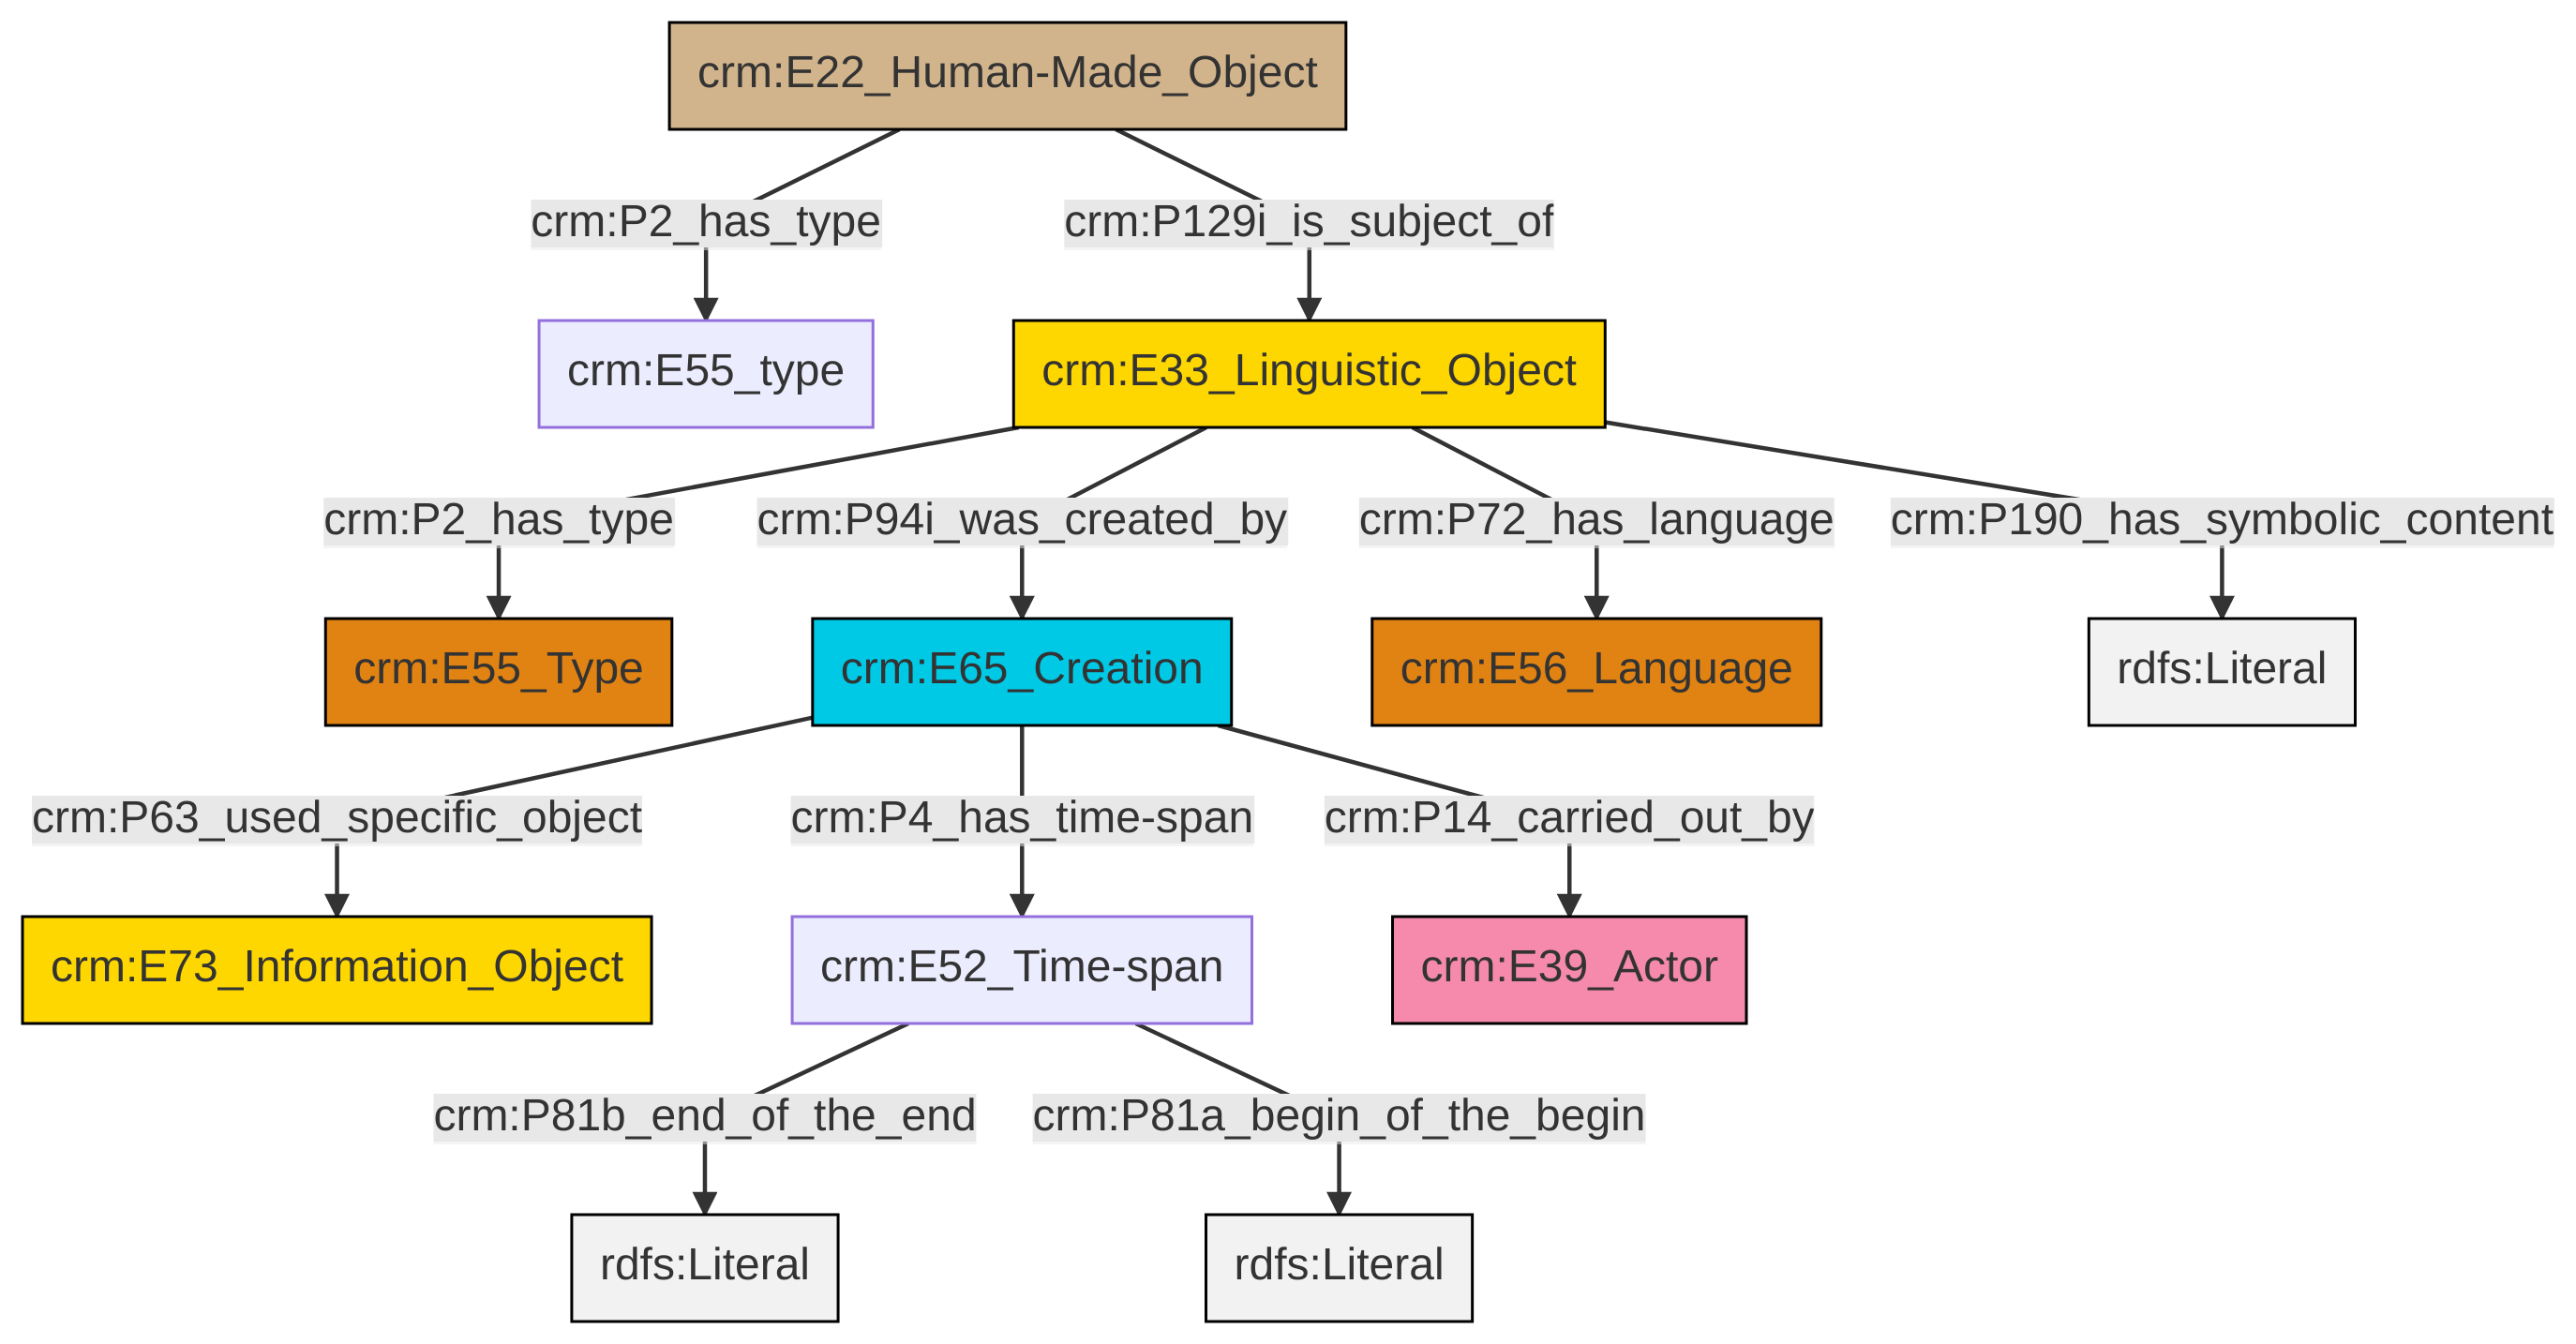 crm:E22_Human-Made_Object
crm:P2_has_type
crm:P129i_is_subject_of
crm:E55_type
crm:E33_Linguistic_Object
crm:P2_has_type
crm:P94i_was_created_by
crm:P72_has_language
crm:P190_has_symbolic_content
crm:E55_Type
crm:E65_Creation
crm:E56_Language
rdfs:Literal
crm:P63_used_specific_object
crm:P4_has_time-span
crm:P14_carried_out_by
crm:E73_Information_Object
crm:E52_Time-span
crm:E39_Actor
crm:P81b_end_of_the_end
crm:P81a_begin_of_the_begin
rdfs:Literal
rdfs:Literal